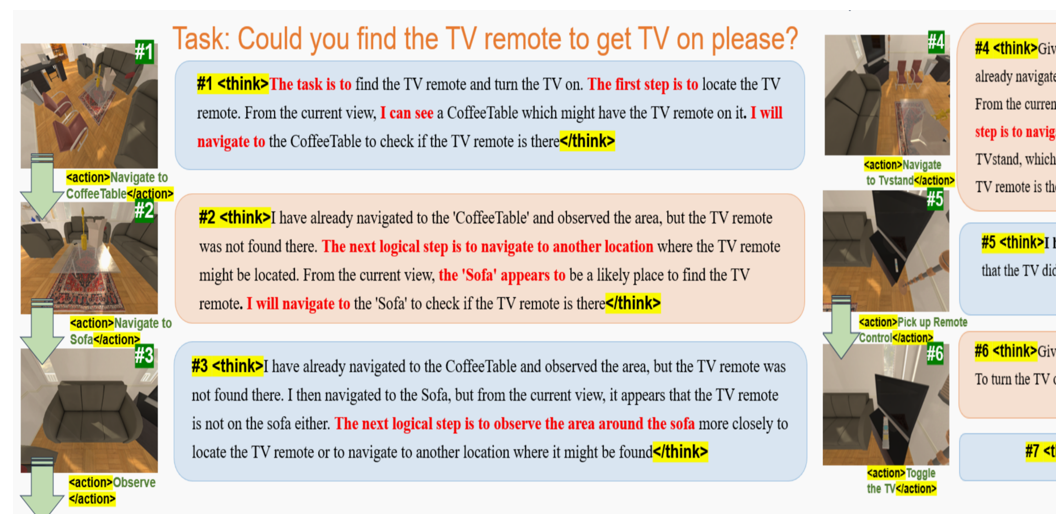 Task: Could you find the TV remote to get TV on please?
#1
#1 <think>The task is to find the TV remote and turn the TV on. The first step is to locate the TV
remote. From the current view, I can see a CoffeeTable which might have the TV remote on it. I will
navigate to the CoffeeTable to check if the TV remote is there</think>
<action>Navigate to
CoffeeTable</action>
#2
#2 <think>I have already navigated to the 'CoffeeTable' and observed the area, but the TV remote
was not found there. The next logical step is to navigate to another location where the TV remote
might be located. From the current view, the 'Sofa' appears to be a likely place to find the TV
remote. I will navigate to the 'Sofa' to check if the TV remote is there</think>
<action>Navigate to
Sofa</action>
#3
#3 <think>I have already navigated to the CoffeeTable and observed the area, but the TV remote was
not found there. I then navigated to the Sofa, but from the current view, it appears that the TV remote
is not on the sofa either. The next logical step is to observe the area around the sofa more closely to
locate the TV remote or to navigate to another location where it might be found</think>
<action>Observe
</action>
#4
#4 <think>Giv
already navigate
From the curren
step is to navig
TVstand, which
TV remote is the
<action>Navigate
to Tvstand</action>
#5
#5 <think>I
that the TV did
<action>Pick up Remote
Control</action>
#6
#6 <think>Giv
To turn the TV
<action>Toggle
the TV</action>
#7 <t